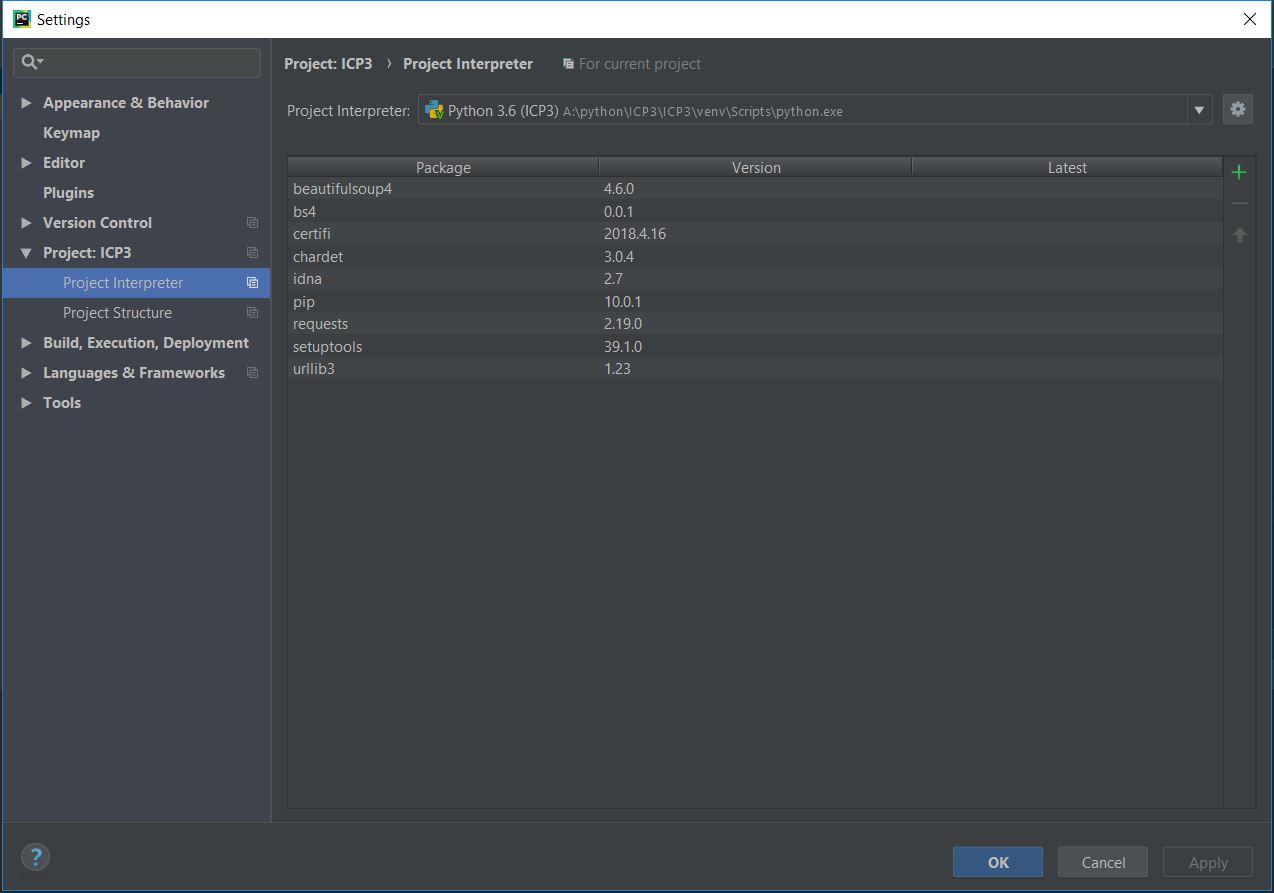 PC Settings
Appearance & Behavior
Keymap
Editor
Plugins
Version Control
Project: ICP3
Project Interpreter
Project Structure
Build, Execution, Deployment
Languages & Frameworks
Tools
Project: ICP3 › Project Interpreter For current project
Project Interpreter: Python 3.6 (ICP3) A:\python\ICP3\ICP3\venv\Scripts\python.exe
Package Version Latest
beautifulsoup4 4.6.0
bs4 0.0.1
certifi 2018.4.16
chardet 3.0.4
idna 2.7
pip 10.0.1
requests 2.19.0
setuptools 39.1.0
urllib3 1.23
? OK Cancel Apply